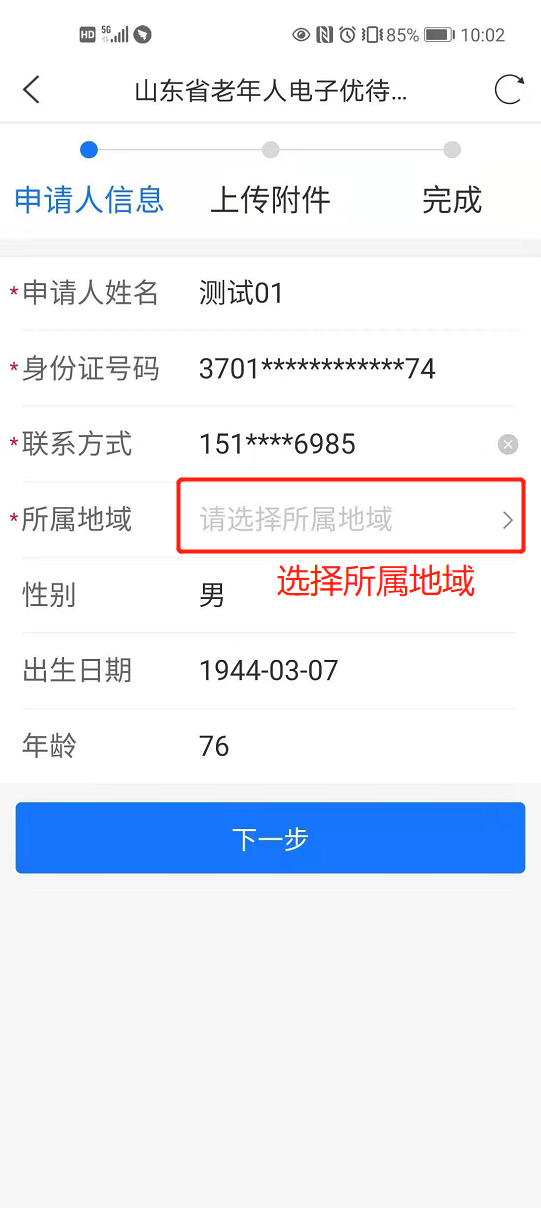 HD 5G 85% 10:02
山东省老年人电子优待...
申请人信息 上传附件 完成
*申请人姓名 测试01
*身份证号码 3701************74
*联系方式 151****6985
*所属地域 请选择所属地域
选择所属地域
性别 男
出生日期 1944-03-07
年龄 76
下一步